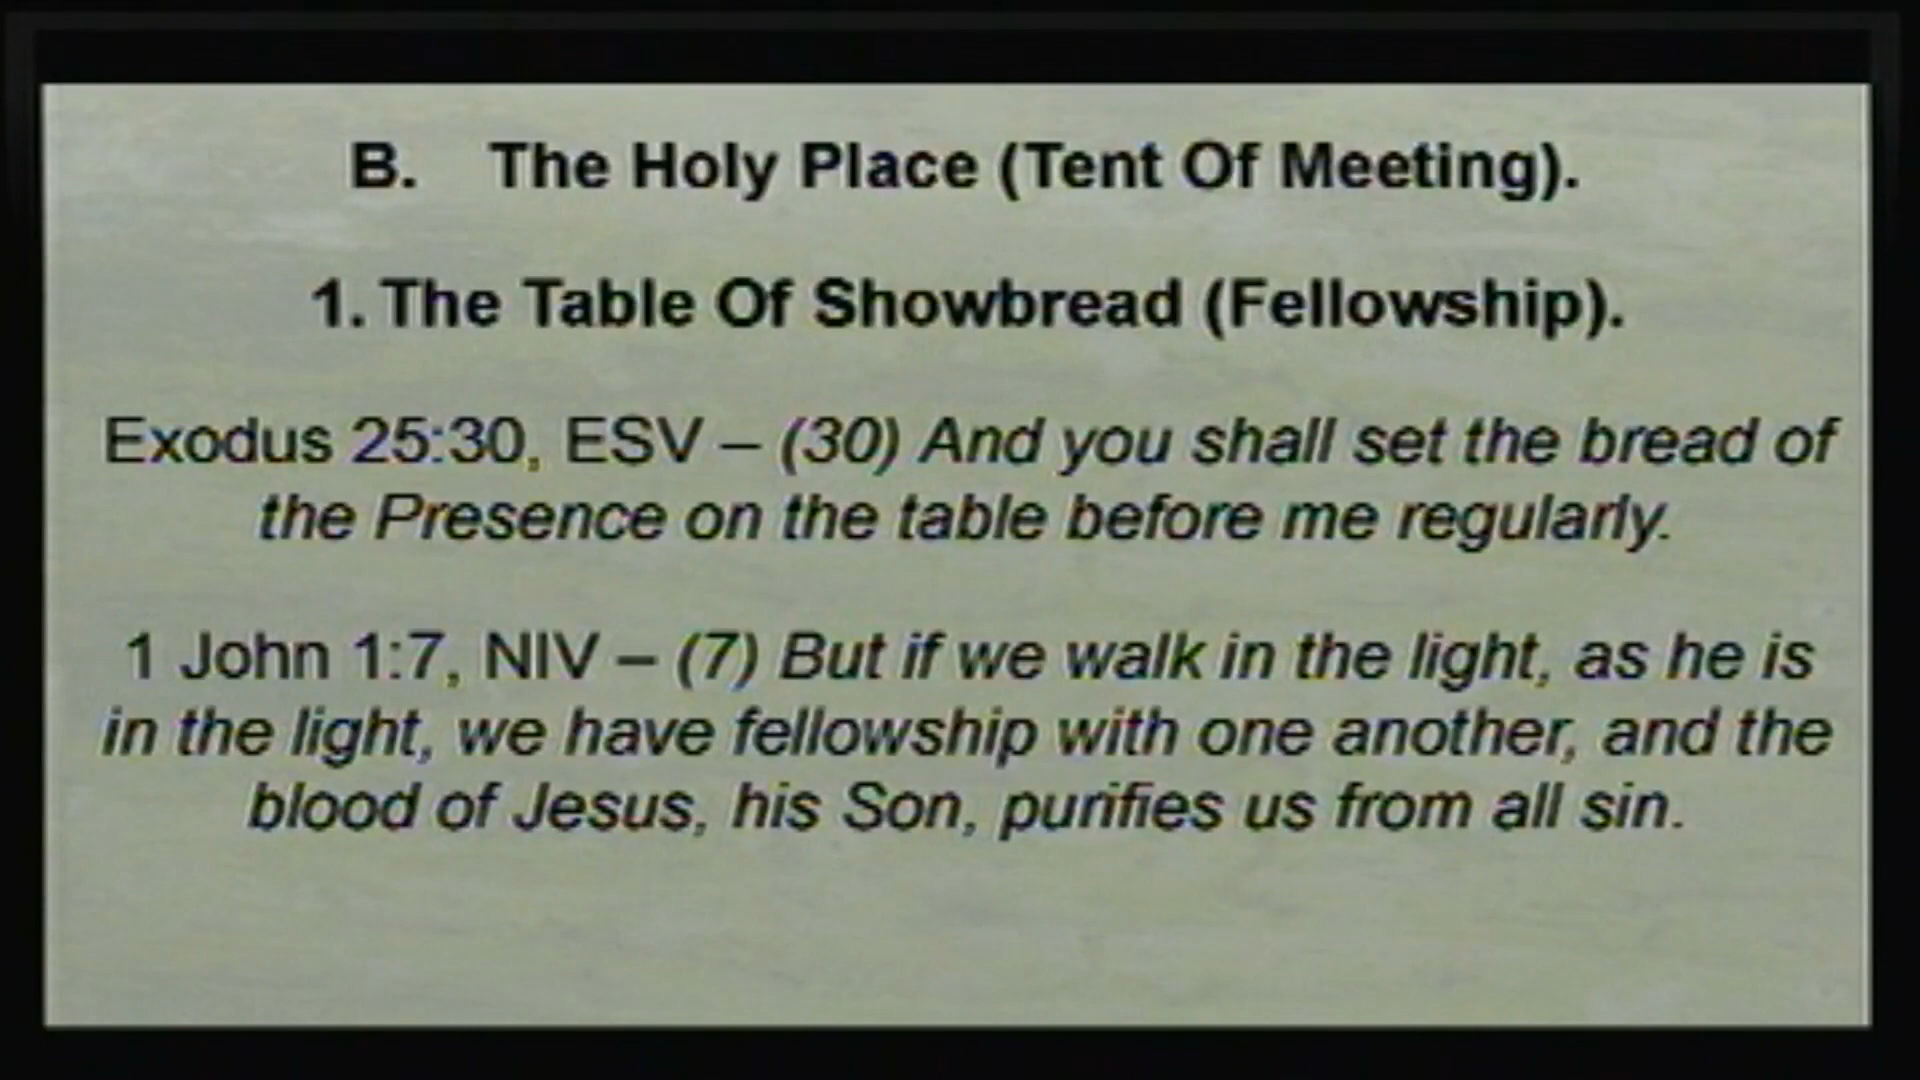 B. The Holy Place (Tent Of Meeting).
1. The Table Of Showbread (Fellowship).
Exodus 25:30, ESV – (30) And you shall set the bread of
the Presence on the table before me regularly.
1 John 1:7, NIV – (7) But if we walk in the light, as he is
in the light, we have fellowship with one another, and the
blood of Jesus, his Son, purifies us from all sin.